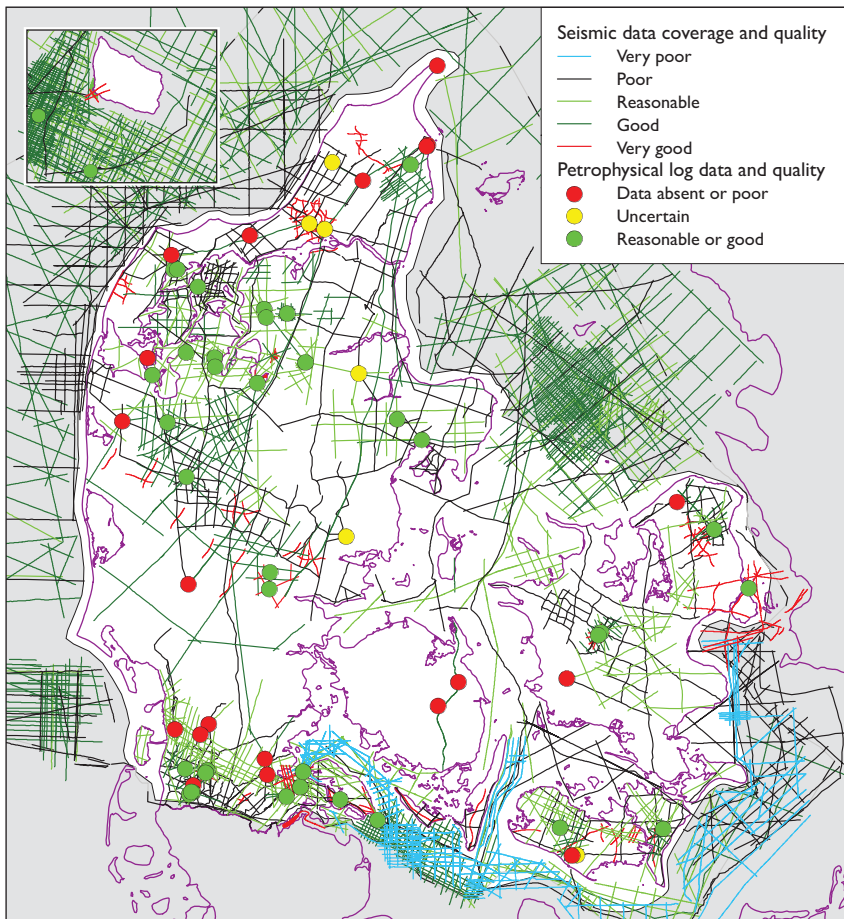 Seismic data coverage and quality
Very poor
Poor
Reasonable
Good
Very good
Petrophysical log data and quality
Data absent or poor
Uncertain
Reasonable or good